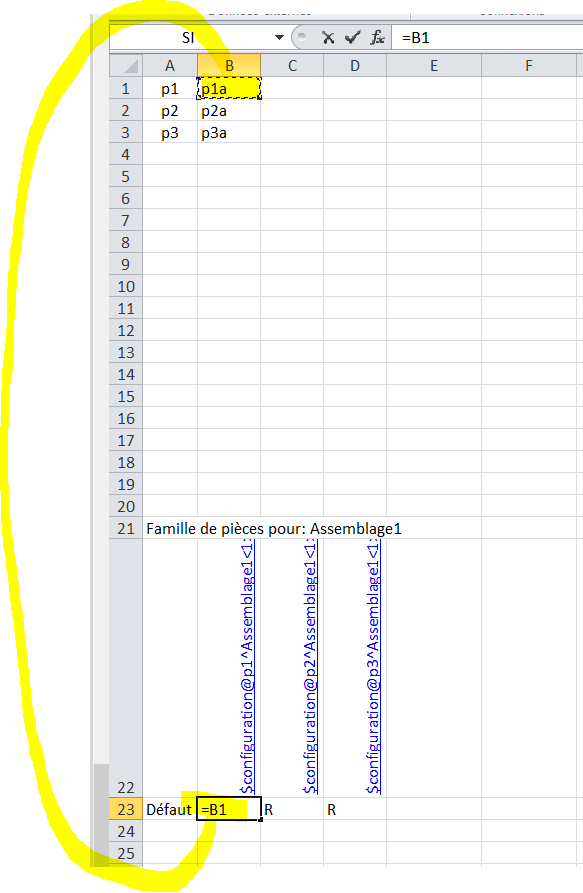 SI fx =B1
A B C D E F
1 p1 p1a
2 p2 p2a
3 p3 p3a
4
5
6
7
8
9
10
11
12
13
14
15
16
17
18
19
20
21 Famille de pièces pour: Assemblage1
22 $configuration@p1^Assemblage1<1> $configuration@p2^Assemblage1<1> $configuration@p3^Assemblage1<1>
23 Défaut =B1 R R
24
25